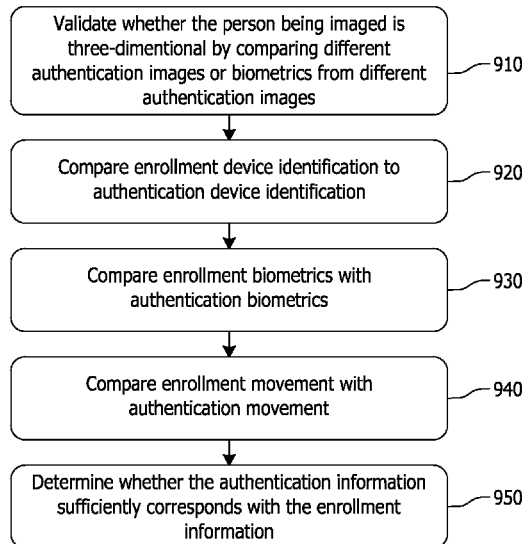 Validate whether the person being imaged is
three-dimentional by comparing different
authentication images or biometrics from different
authentication images
910
Compare enrollment device identification to
authentication device identification
920
Compare enrollment biometrics with
authentication biometrics
930
Compare enrollment movement with
authentication movement
940
Determine whether the authentication information
sufficiently corresponds with the enrollment
information
950